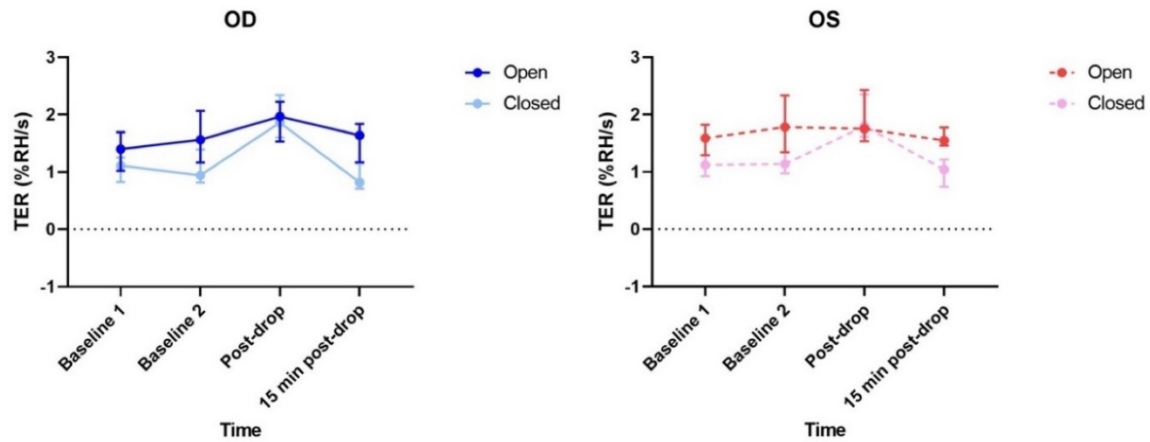 OD
3
2
1
0
-1
TER (%RH/s)
Baseline 1
Baseline 2
Post-drop
15 min post-drop
Time
Open
Closed
OS
3
2
1
0
-1
TER (%RH/s)
Baseline 1
Baseline 2
Post-drop
15 min post-drop
Time
Open
Closed